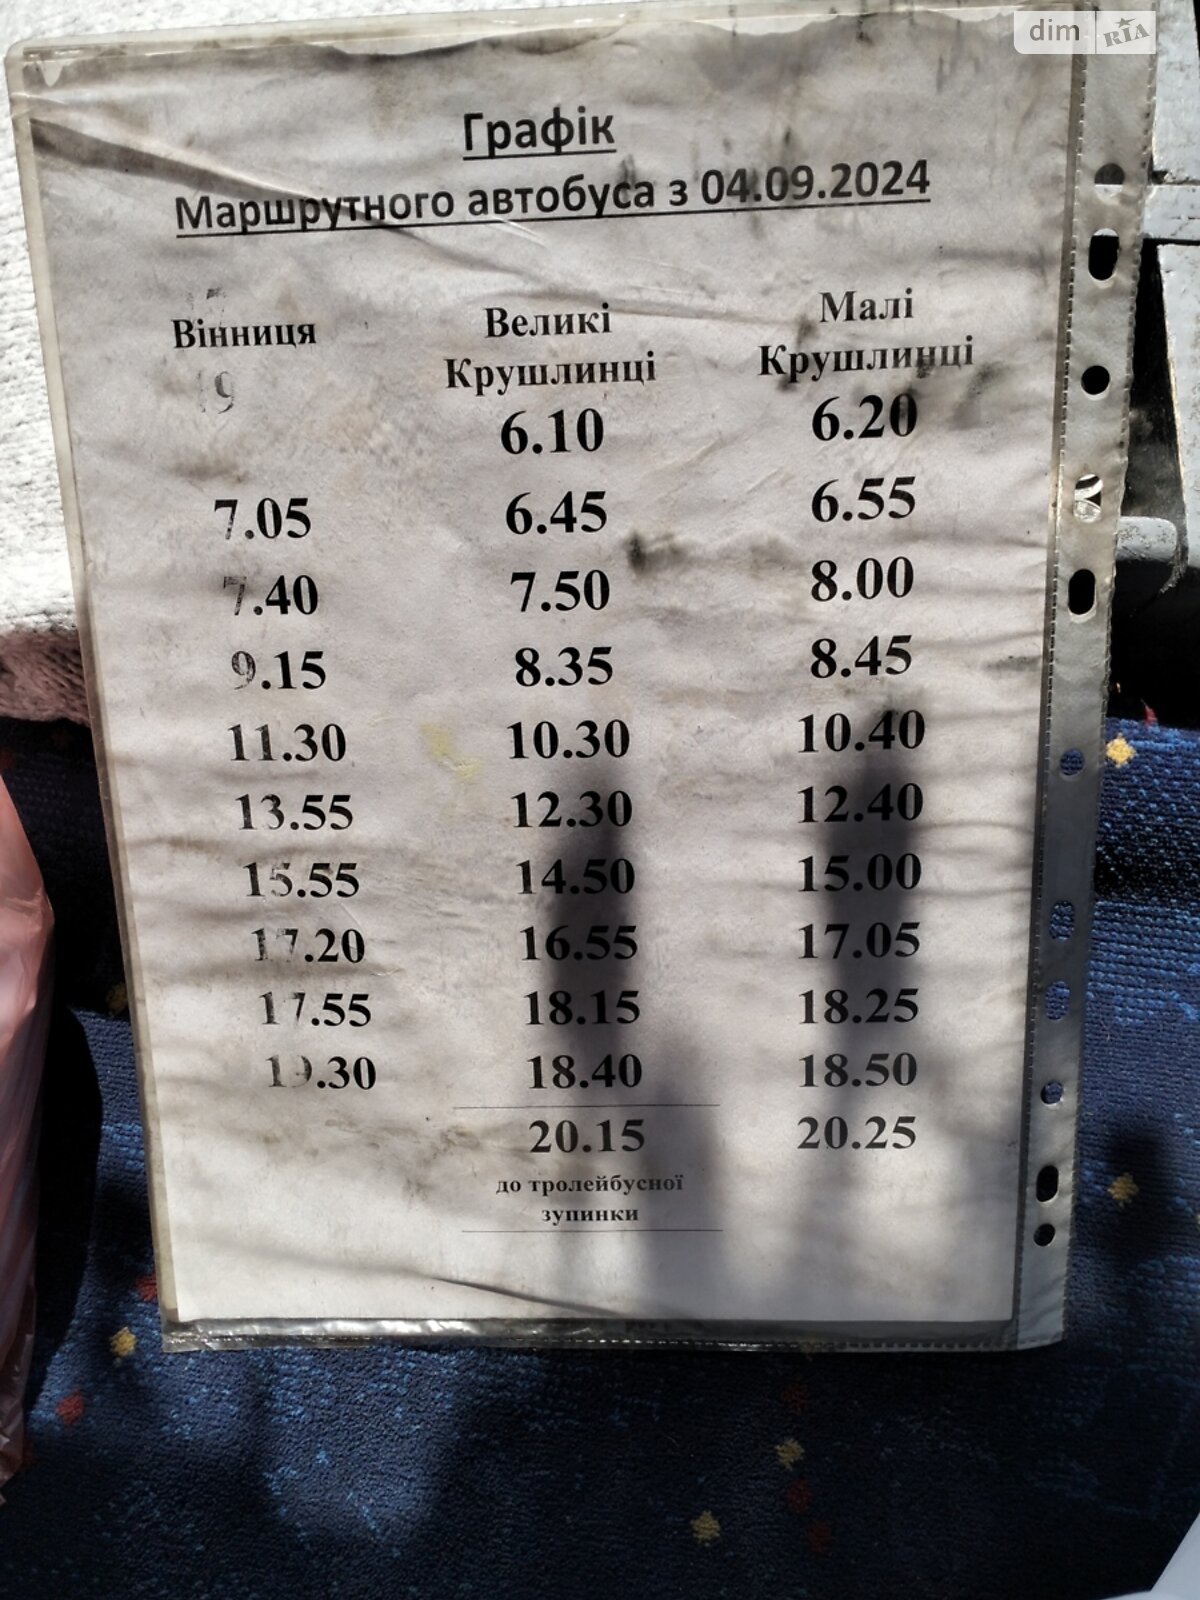 dim RIA
Графік
Маршрутного автобуса з 04.09.2024
Вінниця Великі Крушлинці Малі Крушлинці
6.10 6.20
7.05 6.45 6.55
7.40 7.50 8.00
9.15 8.35 8.45
11.30 10.30 10.40
13.55 12.30 12.40
15.55 14.50 15.00
17.20 16.55 17.05
17.55 18.15 18.25
19.30 18.40 18.50
20.15 20.25
до тролейбусної
зупинки